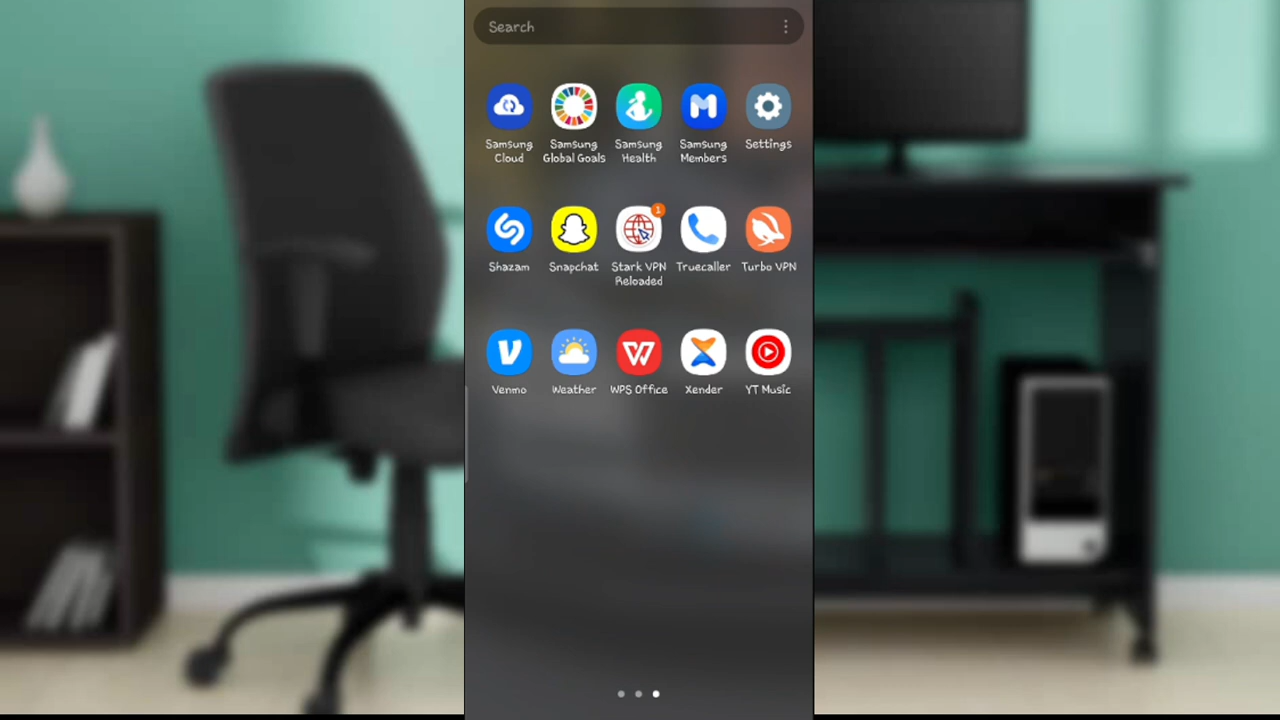 Search
Samsung Cloud
Samsung Global Goals
Samsung Health
Samsung Members
Settings
Shazam
Snapchat
1
Stark VPN Reloaded
Truecaller
Turbo VPN
Venmo
Weather
WPS Office
Xender
YT Music